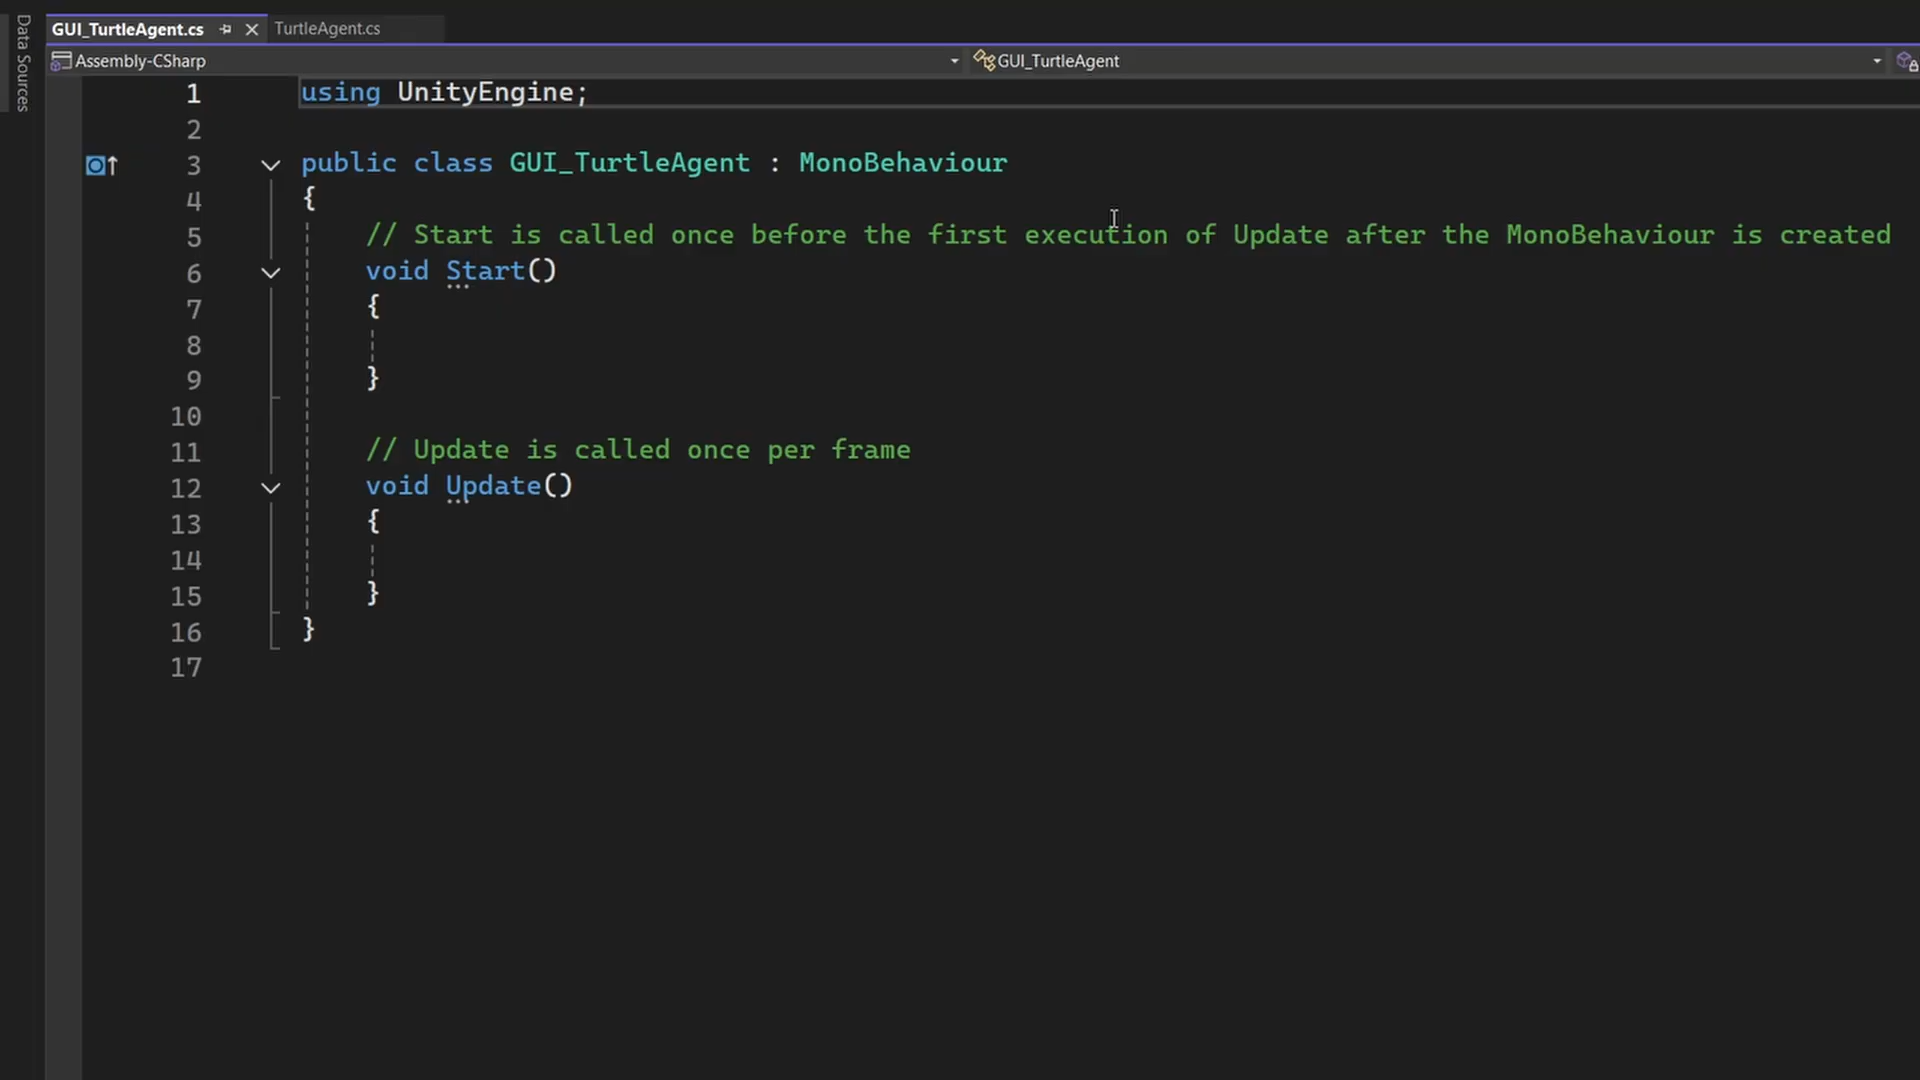 Data Sources
GUI_TurtleAgent.cs TurtleAgent.cs
Assembly-CSharp GUI_TurtleAgent
1 using UnityEngine;
2
3 public class GUI_TurtleAgent : MonoBehaviour
4 {
5 // Start is called once before the first execution of Update after the MonoBehaviour is created
6 void Start()
7 {
8
9 }
10
11 // Update is called once per frame
12 void Update()
13 {
14
15 }
16 }
17